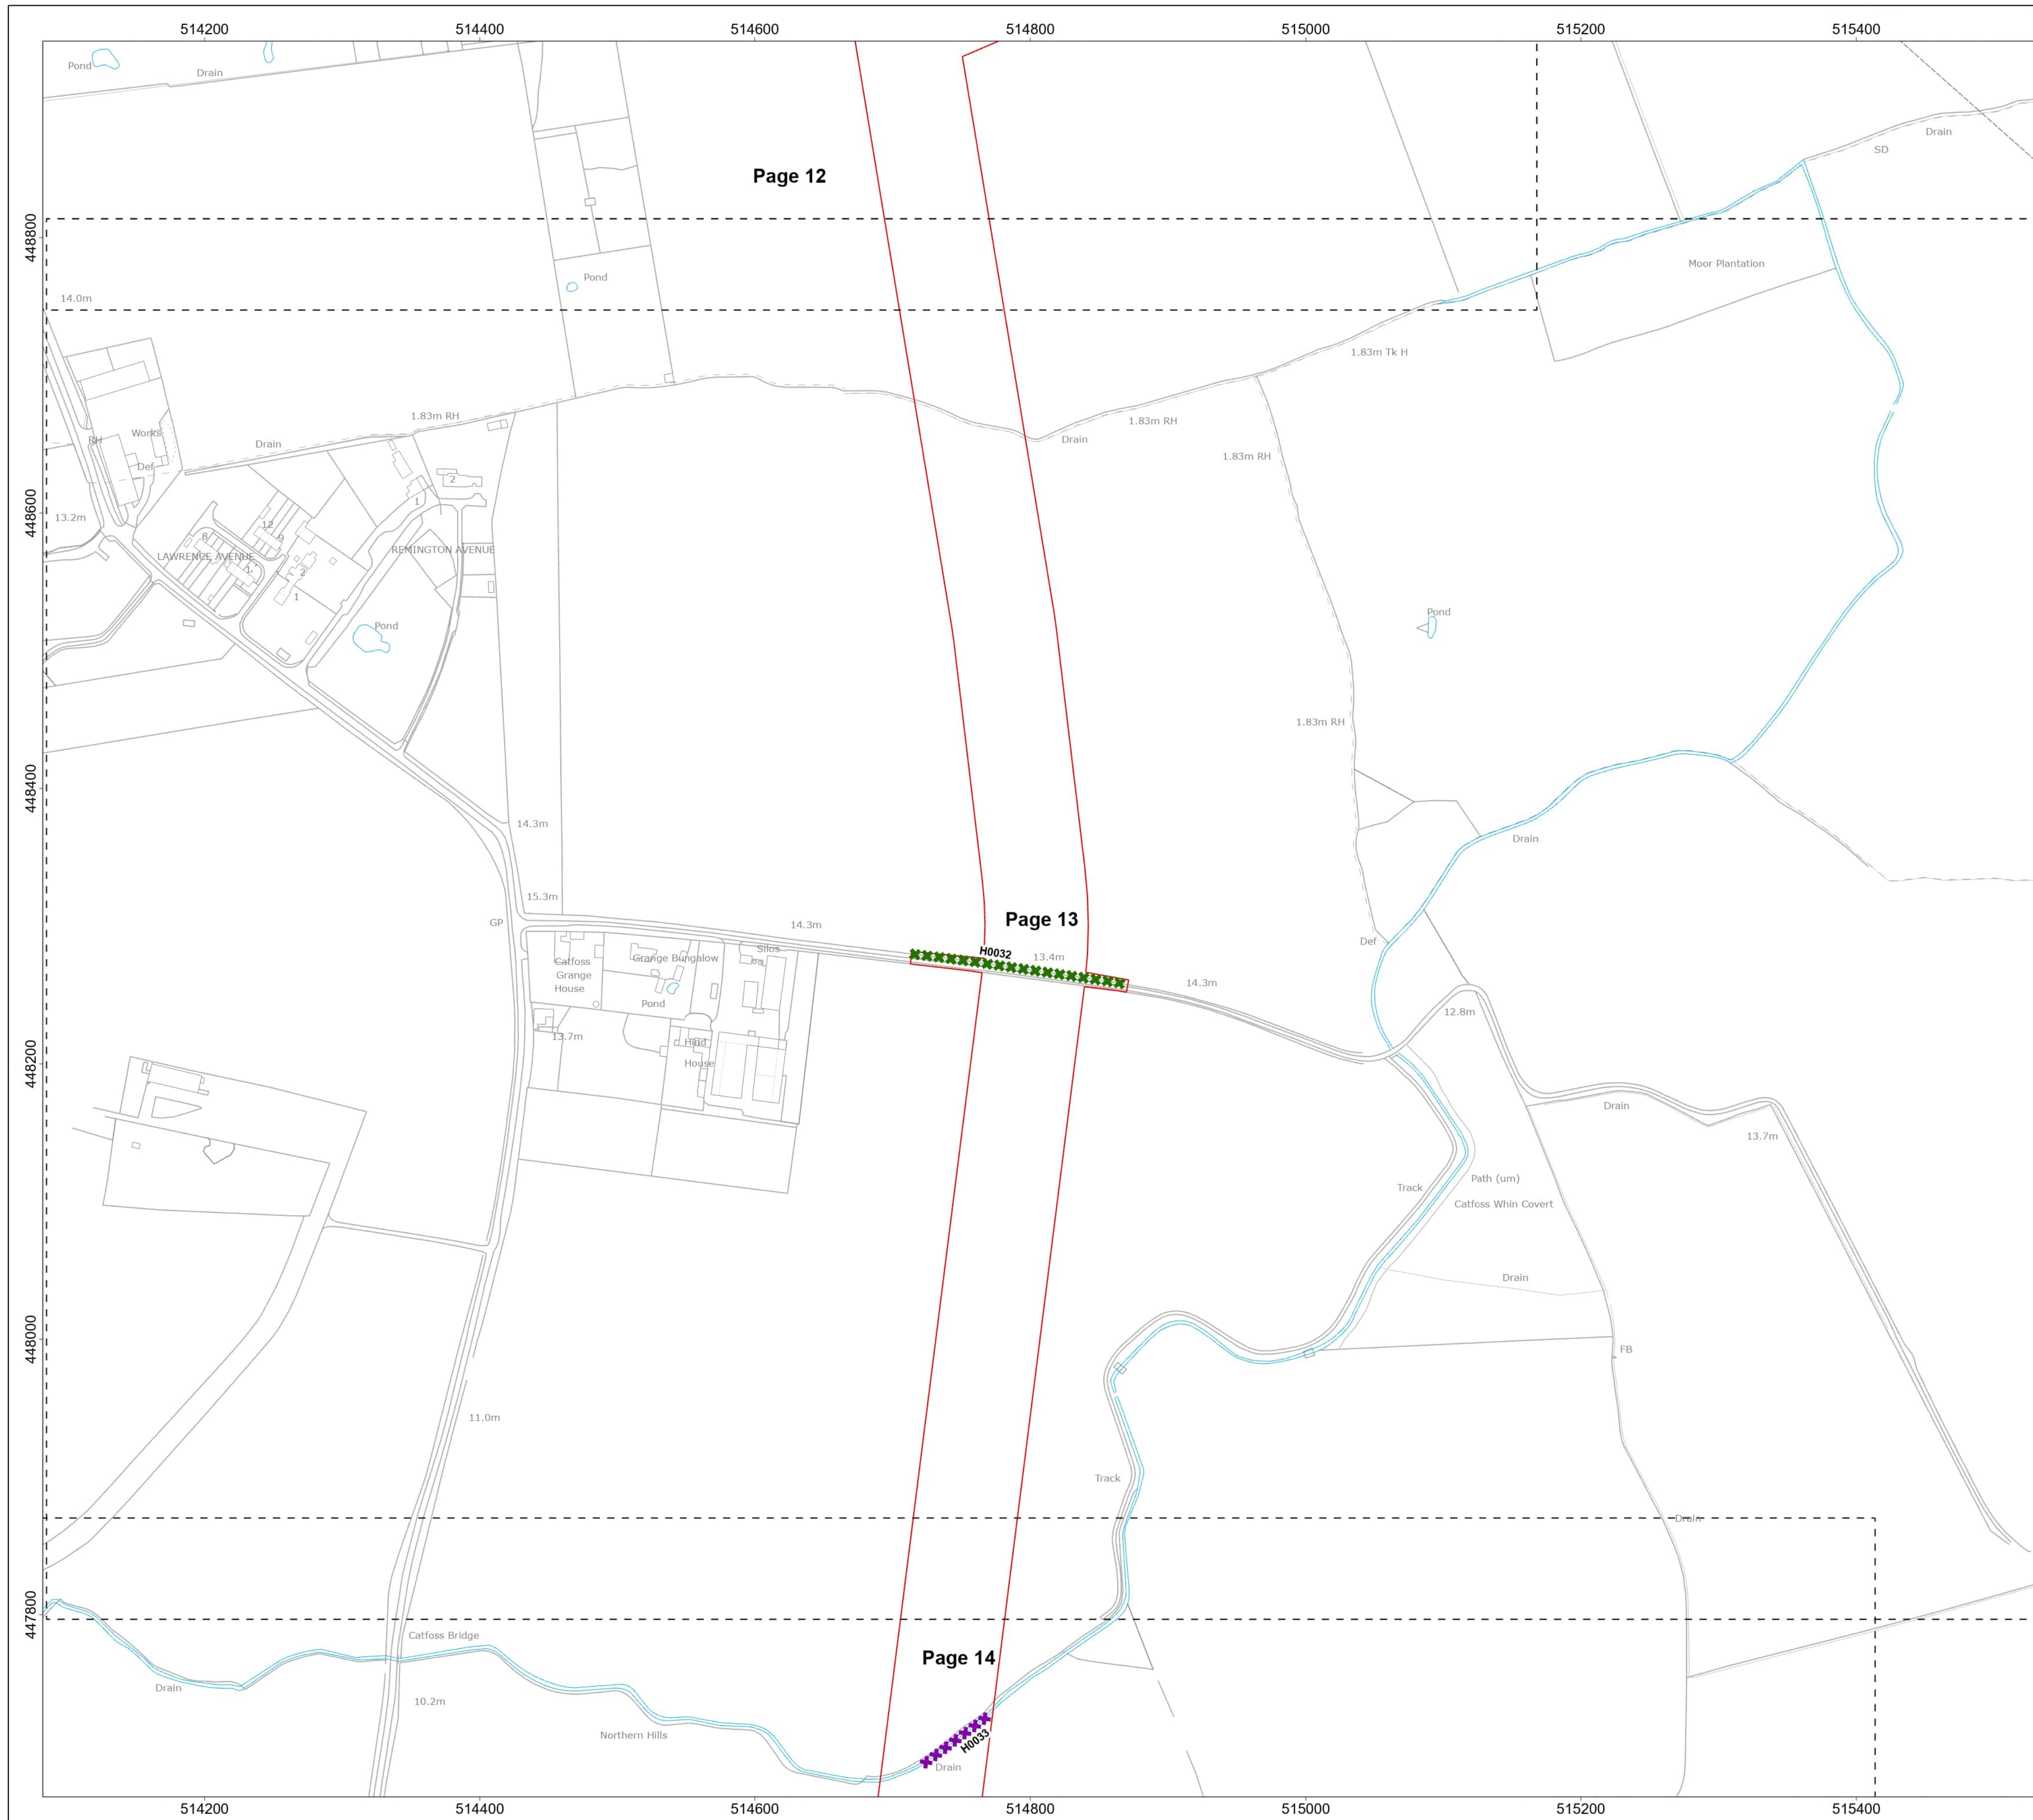 514200 514400 514600 514800 515000 515200 515400
Pond
Drain
Drain
SD
Page 12
448800
Moor Plantation
Pond
14.0m
1.83m Tk H
1.83m RH
1.83m RH
RH
Works
Drain
Drain
1.83m RH
Def
2
1
448600
13.2m
12
8
9
LAWRENCE AVENUE
REMINGTON AVENUE
1
2
1
Pond
Pond
1.83m RH
448400
14.3m
Drain
15.3m
GP
14.3m
Page 13
Def
Silos
H0032
Catfoss
Grange
House
Grange Bungalow
13.4m
14.3m
Pond
12.8m
13.7m
Hind
House
448200
Drain
13.7m
Path (um)
Track
Catfoss Whin Covert
Drain
448000
FB
11.0m
Track
Drain
447800
Catfoss Bridge
Page 14
Drain
10.2m
Northern Hills
H0033
Drain
514200 514400 514600 514800 515000 515200 515400